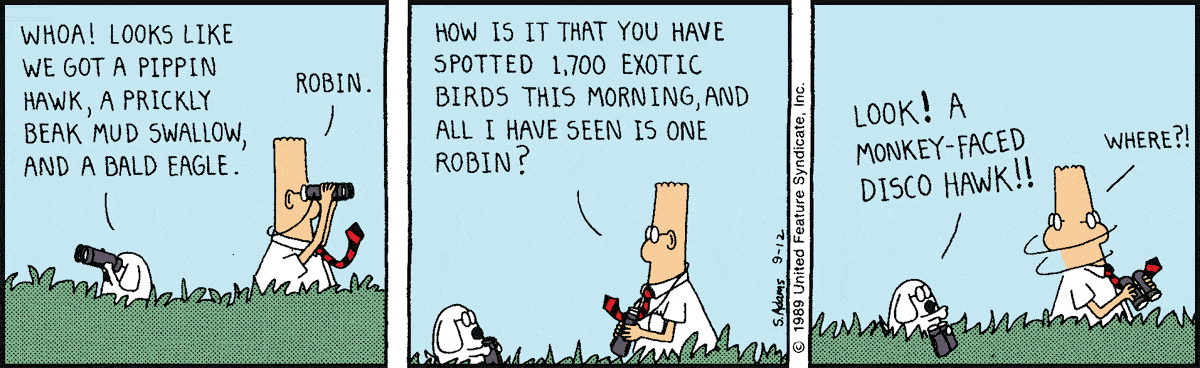 WHOA! LOOKS LIKE
WE GOT A PIPPIN
HAWK, A PRICKLY
BEAK MUD SWALLOW,
AND A BALD EAGLE.
ROBIN.
HOW IS IT THAT YOU HAVE
SPOTTED 1,700 EXOTIC
BIRDS THIS MORNING, AND
ALL I HAVE SEEN IS ONE
ROBIN?
S.Adams 9-12
© 1989 United Feature Syndicate, Inc.
LOOK! A
MONKEY-FACED
DISCO HAWK!!
WHERE?!